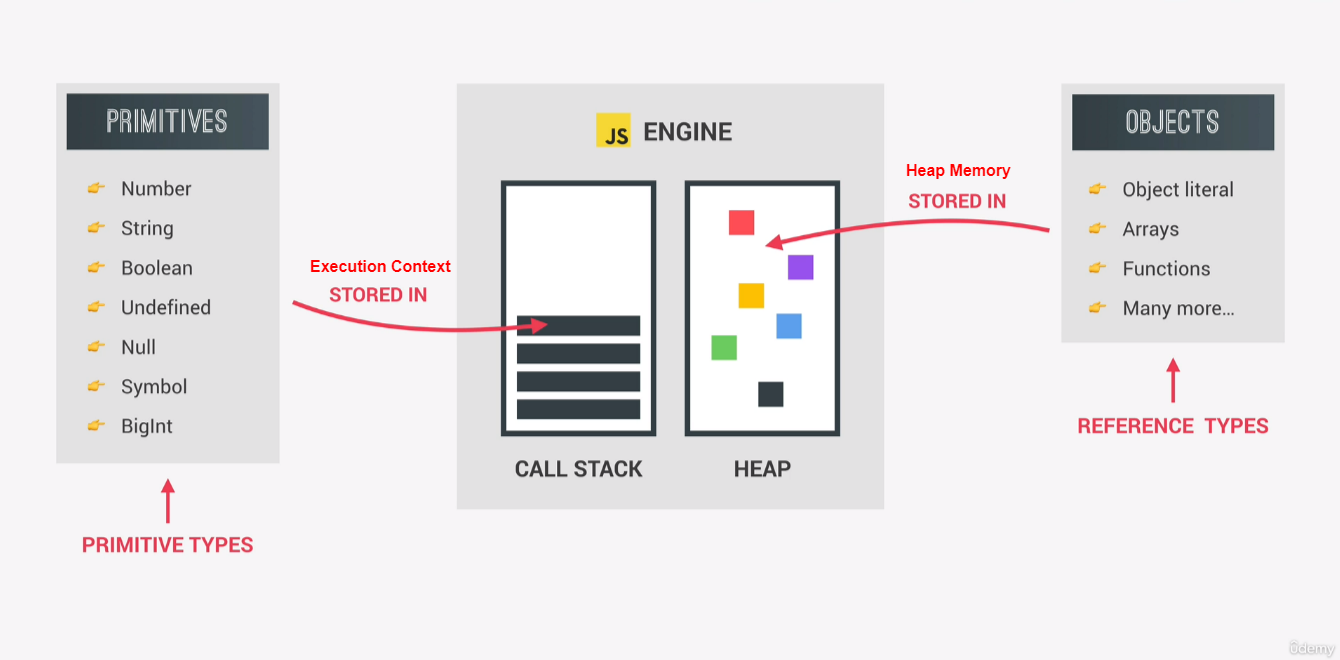 PRIMITIVES
Number
String
Boolean
Undefined
Null
Symbol
BigInt
PRIMITIVE TYPES
Execution Context
STORED IN
JS ENGINE
CALL STACK
HEAP
Heap Memory
STORED IN
OBJECTS
Object literal
Arrays
Functions
Many more...
REFERENCE TYPES
ûdemy